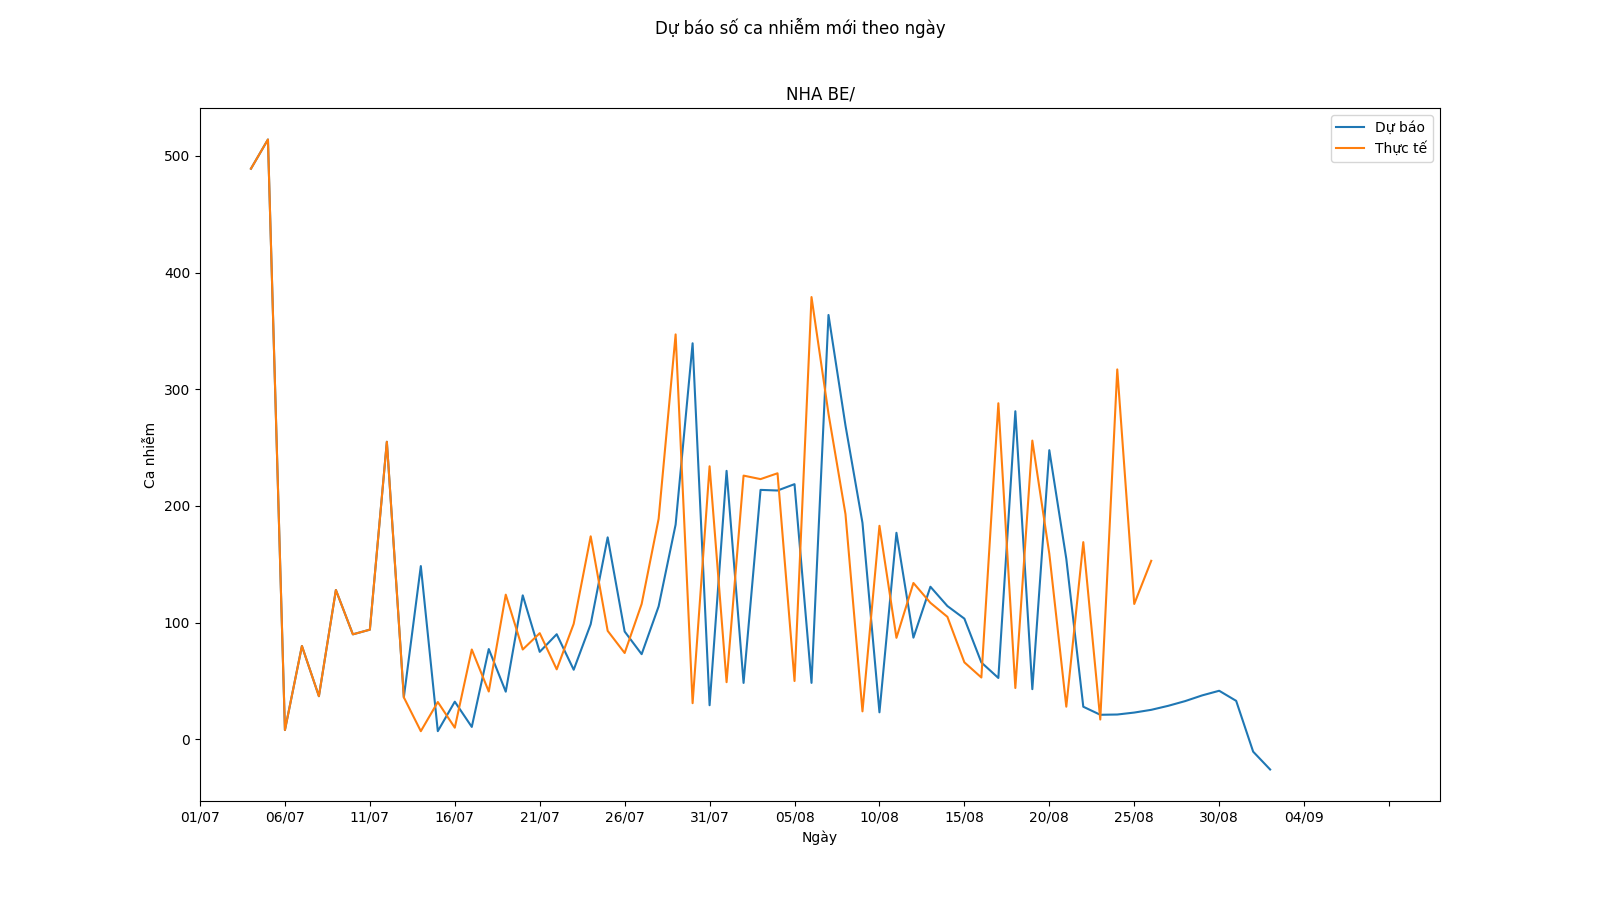 Dự báo số ca nhiễm mới theo ngày
NHA BE/
Dự báo
Thực tế
500
400
300
200
100
0
Ca nhiễm
01/07 06/07 11/07 16/07 21/07 26/07 31/07 05/08 10/08 15/08 20/08 25/08 30/08 04/09
Ngày